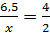 6,5/x = 4/2